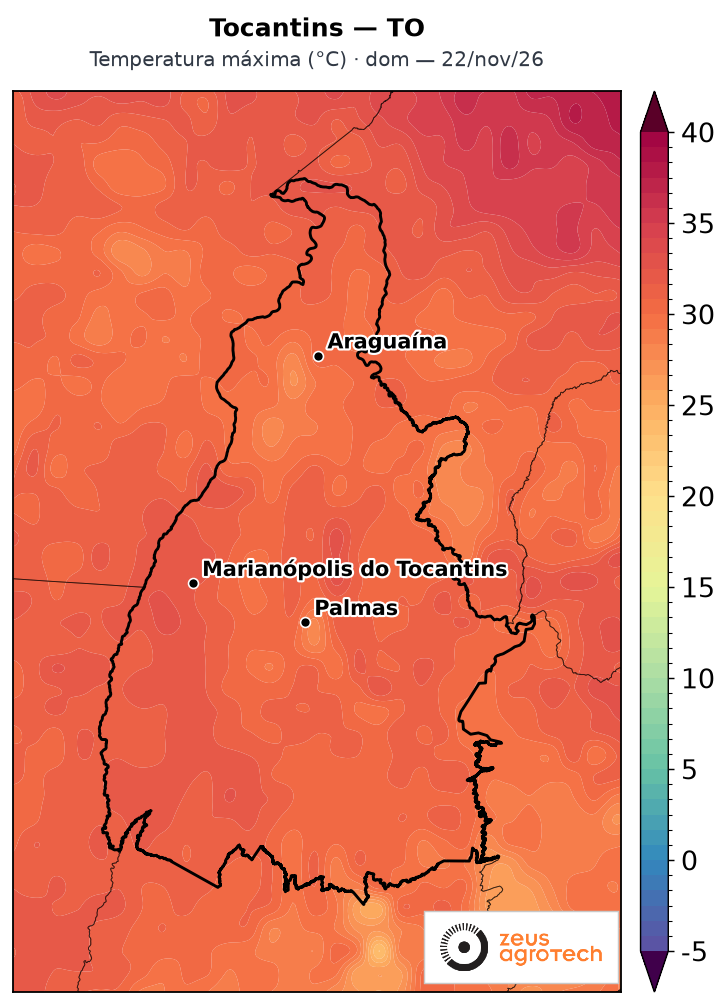 Tocantins — TO
Temperatura máxima (°C) · dom — 22/nov/26
40
35
30
25
20
15
10
5
0
-5
Araguaína
Marianópolis do Tocantins
Palmas
zeus
agrotech